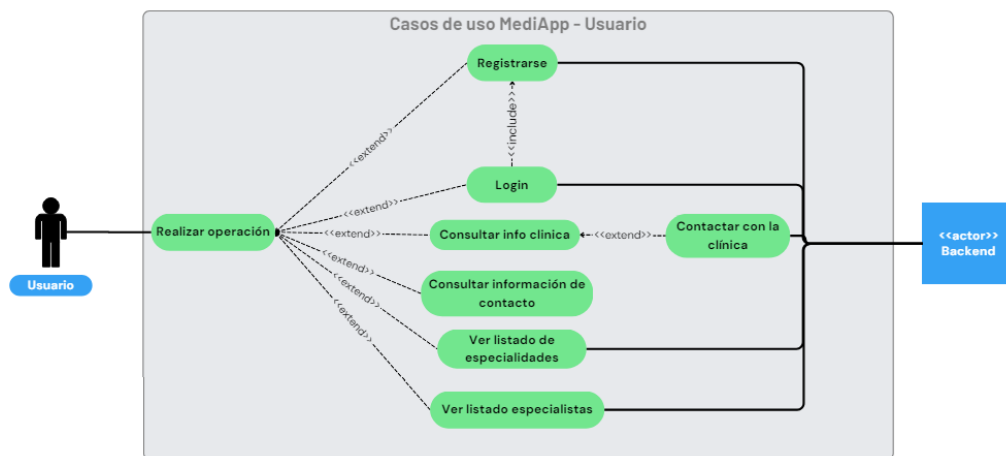 Casos de uso MediApp - Usuario
Registrarse
<<extend>>
<<include>>
Login
<<extend>>
Realizar operación
<<extend>>
Consultar info clinica
<<extend>>
Contactar con la
clínica
<<actor>>
Backend
Usuario
<<extend>>
Consultar información de
contacto
<<extend>>
Ver listado de
especialidades
<<extend>>
Ver listado especialistas